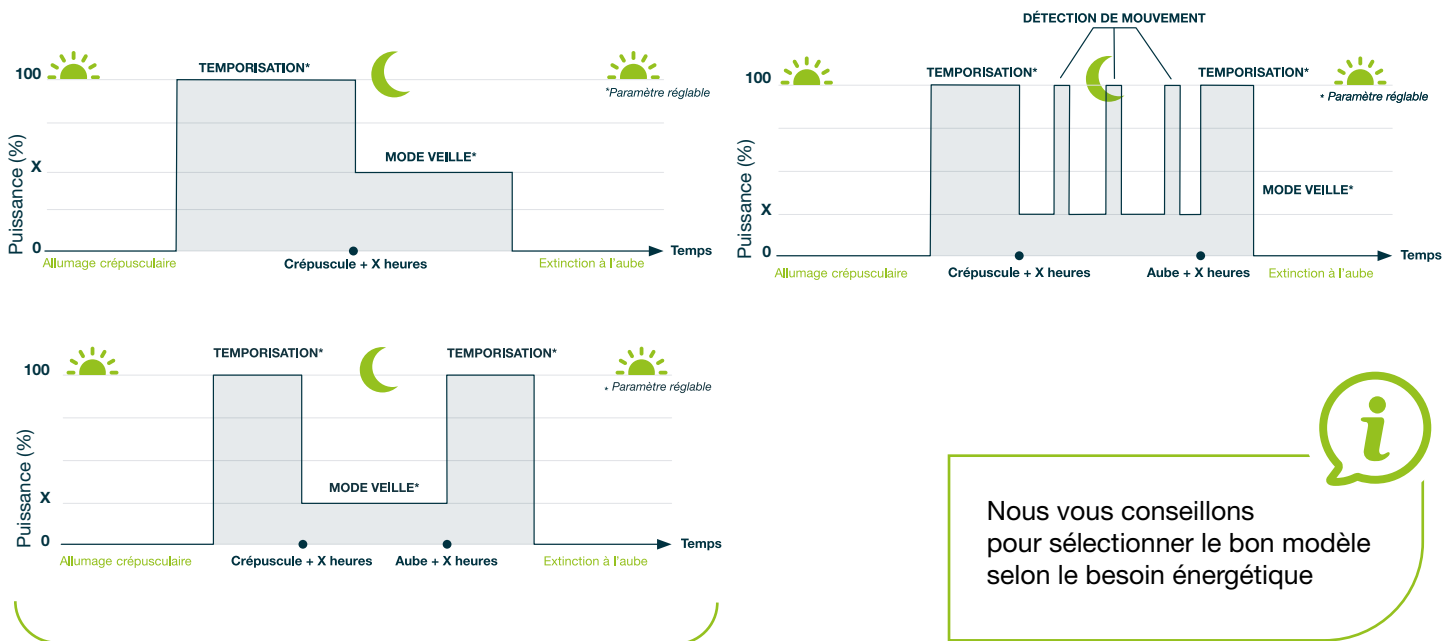 TEMPORISATION*
100
*Paramètre réglable
MODE VEILLE*
X
Puissance (%)
0
Temps
Allumage crépusculaire
Crépuscule + X heures
Extinction à l'aube
DÉTECTION DE MOUVEMENT
TEMPORISATION*
TEMPORISATION*
100
* Paramètre réglable
Puissance (%)
MODE VEILLE*
X
0
Temps
Allumage crépusculaire
Crépuscule + X heures
Aube + X heures
Extinction à l'aube
TEMPORISATION*
TEMPORISATION*
100
* Paramètre réglable
Puissance (%)
MODE VEILLE*
X
0
Temps
Allumage crépusculaire
Crépuscule + X heures
Aube + X heures
Extinction à l'aube
i
Nous vous conseillons
pour sélectionner le bon modèle
selon le besoin énergétique